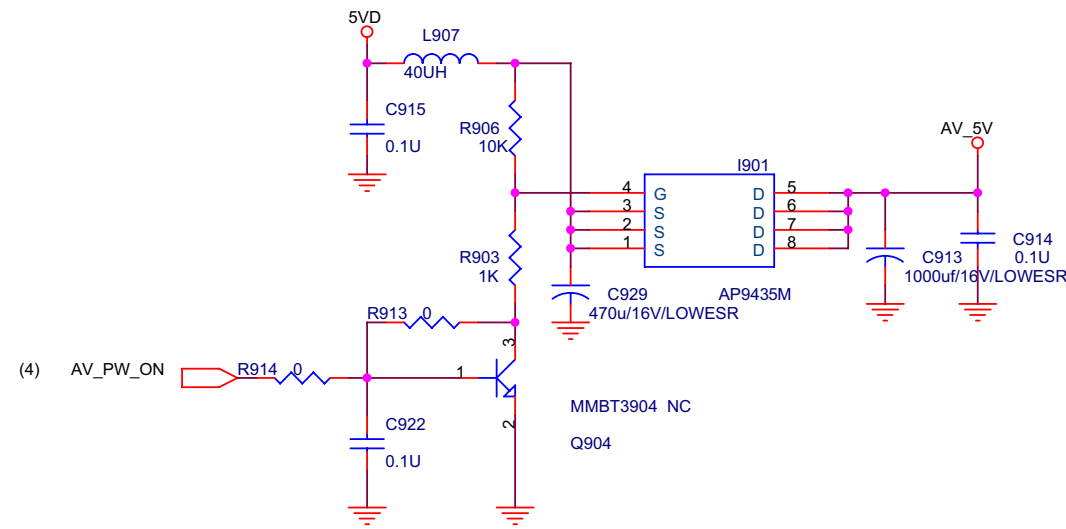 5VD
L907
40UH
C915
0.1U
R906
10K
AV_5V
I901
4 G D 5
3 S D 6
2 S D 7
1 S D 8
R903
1K
C929
470u/16V/LOWESR
AP9435M
C913
1000uf/16V/LOWESR
C914
0.1U
R913 0
3
(4) AV_PW_ON R914 0
1
MMBT3904 NC
2
Q904
C922
0.1U